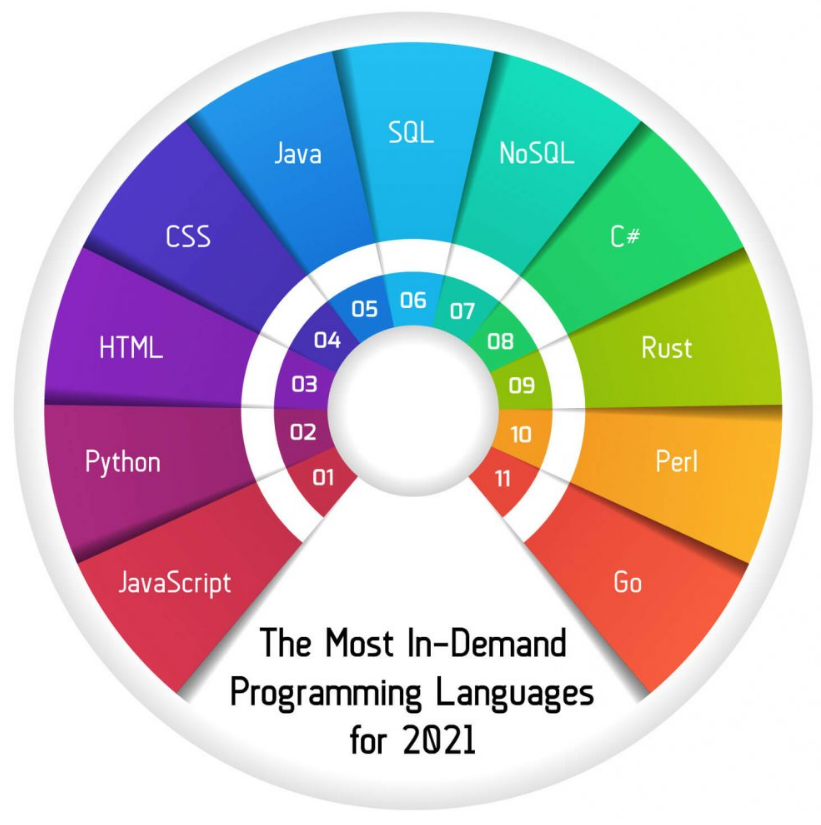 JavaScript
Python
HTML
CSS
Java
SQL
NoSQL
C#
Rust
Perl
Go
01
02
03
04
05
06
07
08
09
10
11
The Most In-Demand
Programming Languages
for 2021